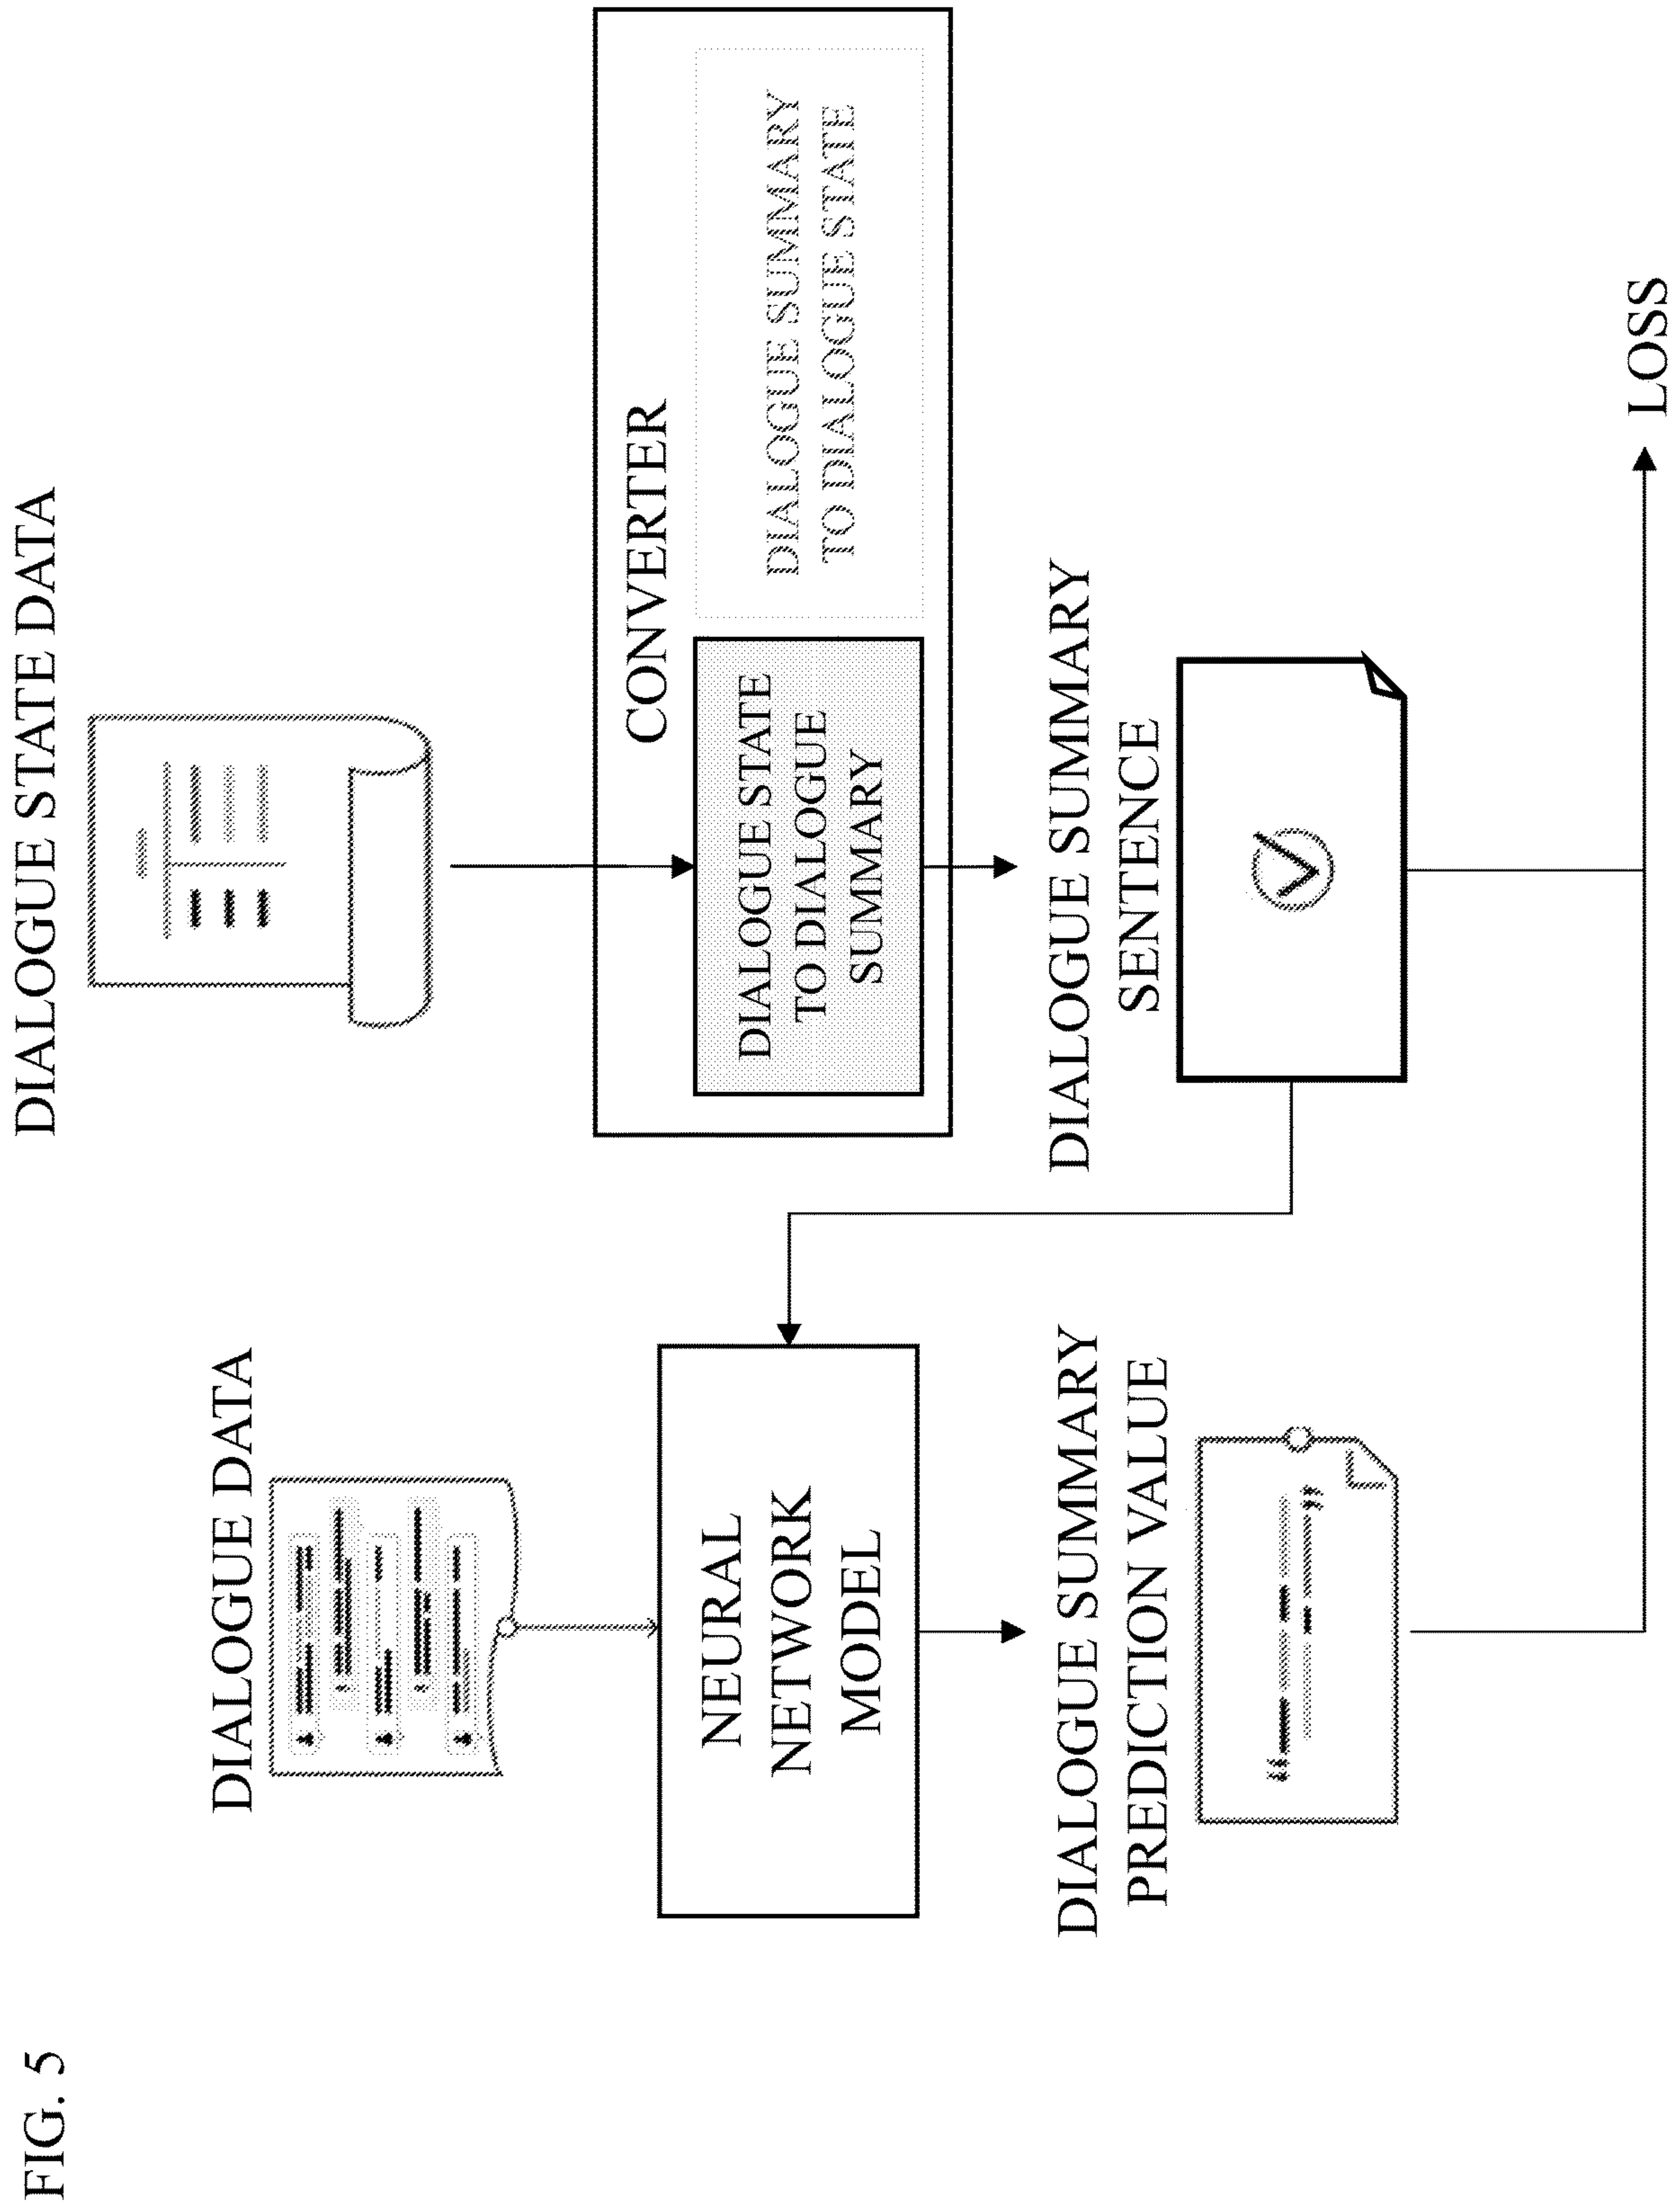 FIG. 5
DIALOGUE STATE DATA
DIALOGUE DATA
CONVERTER
NEURAL
NETWORK
MODEL
DIALOGUE STATE
TO DIALOGUE
SUMMARY
DIALOGUE SUMMARY
TO DIALOGUE STATE
DIALOGUE SUMMARY
PREDICTION VALUE
DIALOGUE SUMMARY
SENTENCE
LOSS